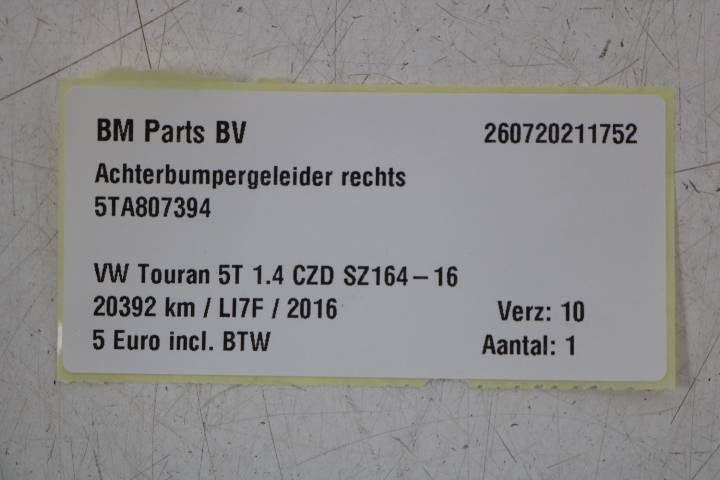 BM Parts BV 260720211752
Achterbumpergeleider rechts
5TA807394
VW Touran 5T 1.4 CZD SZ164-16
20392 km / LI7F / 2016 Verz: 10
5 Euro incl. BTW Aantal: 1